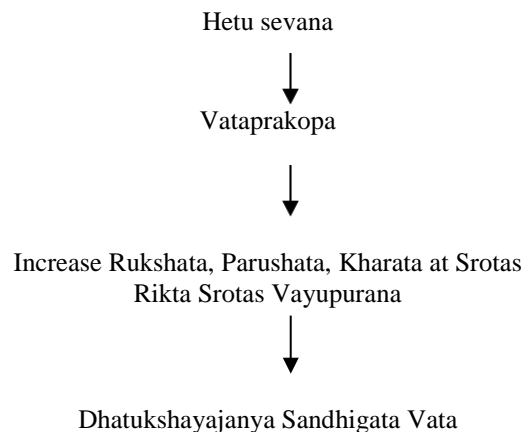 Hetu sevana
Vataprakopa
Increase Rukshata, Parushata, Kharata at Srotas
Rikta Srotas Vayupurana
Dhatukshayajanya Sandhigata Vata